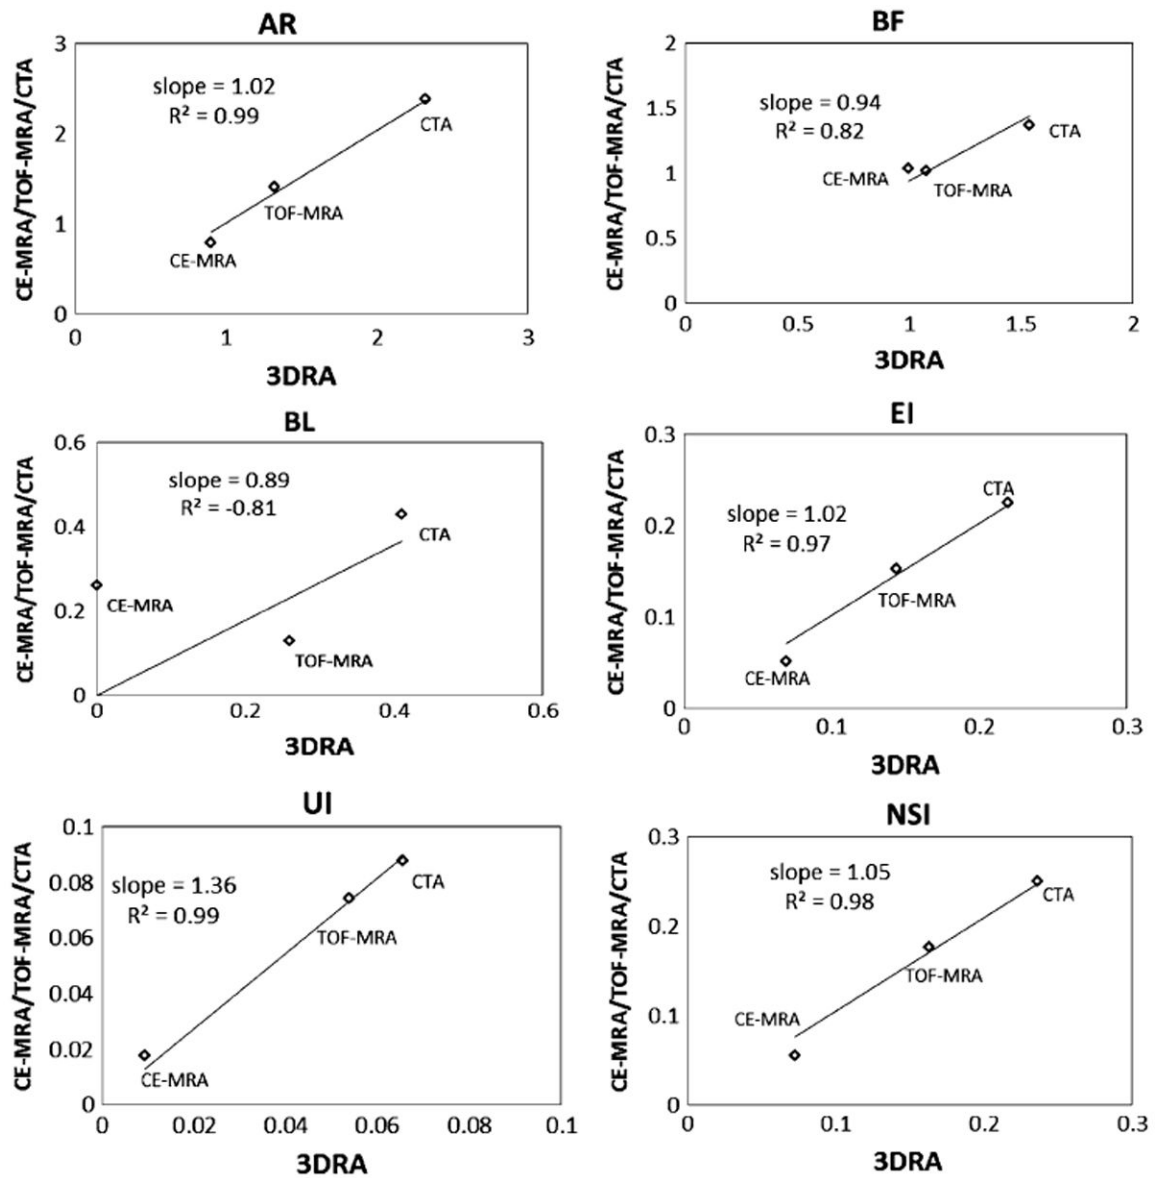 AR
CE-MRA/TOF-MRA/CTA
3
2
1
0
slope = 1.02
R² = 0.99
CTA
TOF-MRA
CE-MRA
0 1 2 3
3DRA
BF
CE-MRA/TOF-MRA/CTA
2
1.5
1
0.5
0
slope = 0.94
R² = 0.82
CTA
CE-MRA
TOF-MRA
0 0.5 1 1.5 2
3DRA
BL
CE-MRA/TOF-MRA/CTA
0.6
0.4
0.2
0
slope = 0.89
R² = -0.81
CTA
CE-MRA
TOF-MRA
0 0.2 0.4 0.6
3DRA
EI
CE-MRA/TOF-MRA/CTA
0.3
0.2
0.1
0
CTA
slope = 1.02
R² = 0.97
TOF-MRA
CE-MRA
0 0.1 0.2 0.3
3DRA
UI
CE-MRA/TOF-MRA/CTA
0.1
0.08
0.06
0.04
0.02
0
slope = 1.36
R² = 0.99
CTA
TOF-MRA
CE-MRA
0 0.02 0.04 0.06 0.08 0.1
3DRA
NSI
CE-MRA/TOF-MRA/CTA
0.3
0.2
0.1
0
slope = 1.05
R² = 0.98
CTA
TOF-MRA
CE-MRA
0 0.1 0.2 0.3
3DRA